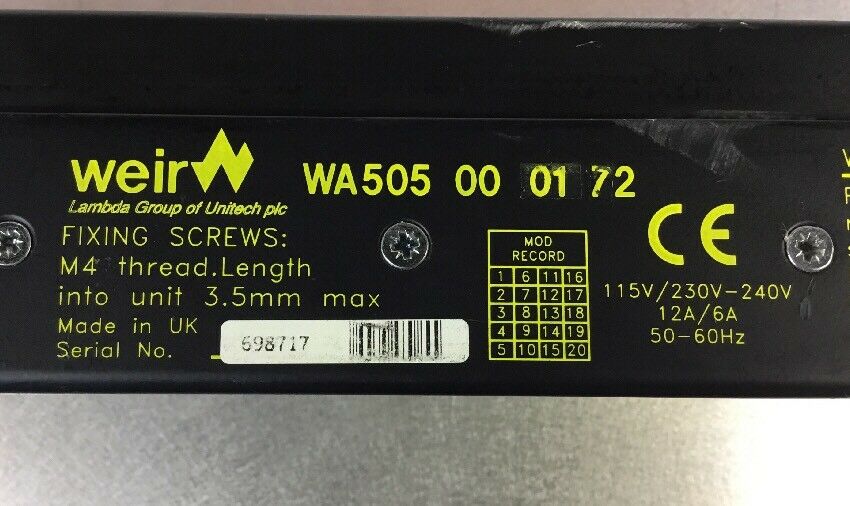 weir
WA505 00 01 72
Lambda Group of Unitech plc
FIXING SCREWS:
M4 thread.Length
into unit 3.5mm max
Made in UK
Serial No.
698717
MOD
RECORD
1 6 11 16
2 7 12 17
3 8 13 18
4 9 14 19
5 10 15 20
CE
115V/230V-240V
12A/6A
50-60Hz